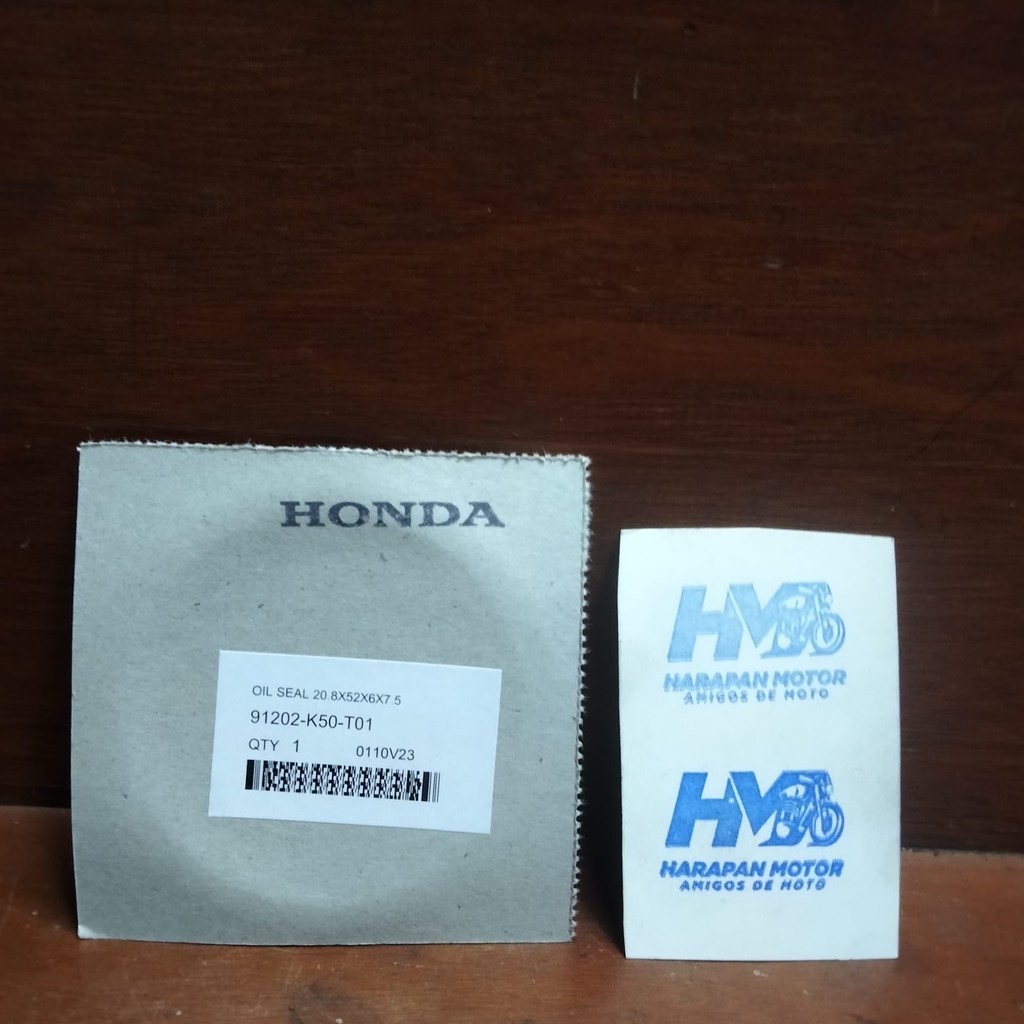 HONDA
OIL SEAL 20.8X52X6X7.5
91202-K50-T01
QTY 1 0110V23
HM
HARAPAN MOTOR
AMIGOS DE MOTO
HM
HARAPAN MOTOR
AMIGOS DE MOTO